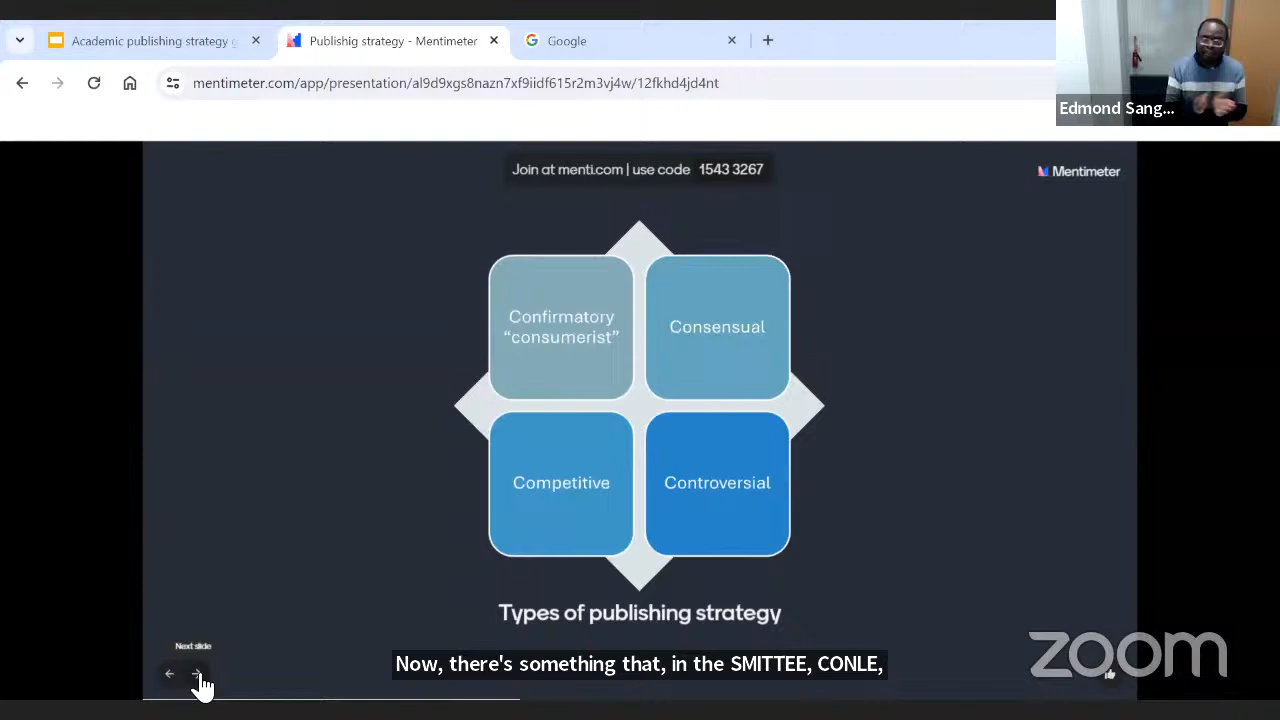 Academic publishing strategy g
Publishig strategy - Mentimeter
Google
mentimeter.com/app/presentation/al9d9xgs8nazn7xf9iidf615r2m3vj4w/12fkhd4jd4nt
Edmond Sang...
Join at menti.com | use code 1543 3267
Mentimeter
Confirmatory
“consumerist”
Consensual
Competitive
Controversial
Types of publishing strategy
Next slide
Now, there's something that, in the SMITTEE, CONLE,
zoom